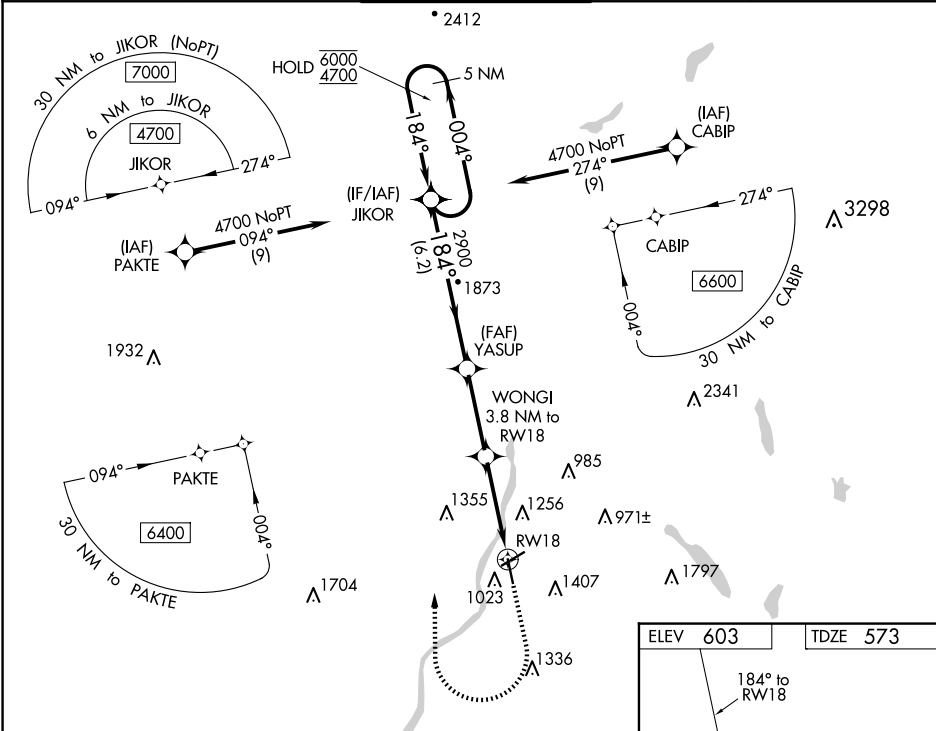 2412
30 NM to JIKOR (NoPT)
7000
6 NM to JIKOR
4700
JIKOR
094°
274°
HOLD 6000
4700
5 NM
184°
004°
(IF/IAF)
JIKOR
(IAF)
CABIP
4700 NoPT
274°
(9)
4700 NoPT
094°
(9)
(IAF)
PAKTE
2900
184°
(6.2)
1873
274°
CABIP
6600
004°
30 NM to CABIP
3298
1932
(FAF)
YASUP
2341
WONGI
3.8 NM to
RW18
094°
PAKTE
6400
004°
30 NM to PAKTE
985
1355
1256
971±
RW18
1704
1023
1407
1797
1336
ELEV 603
TDZE 573
184° to
RW18